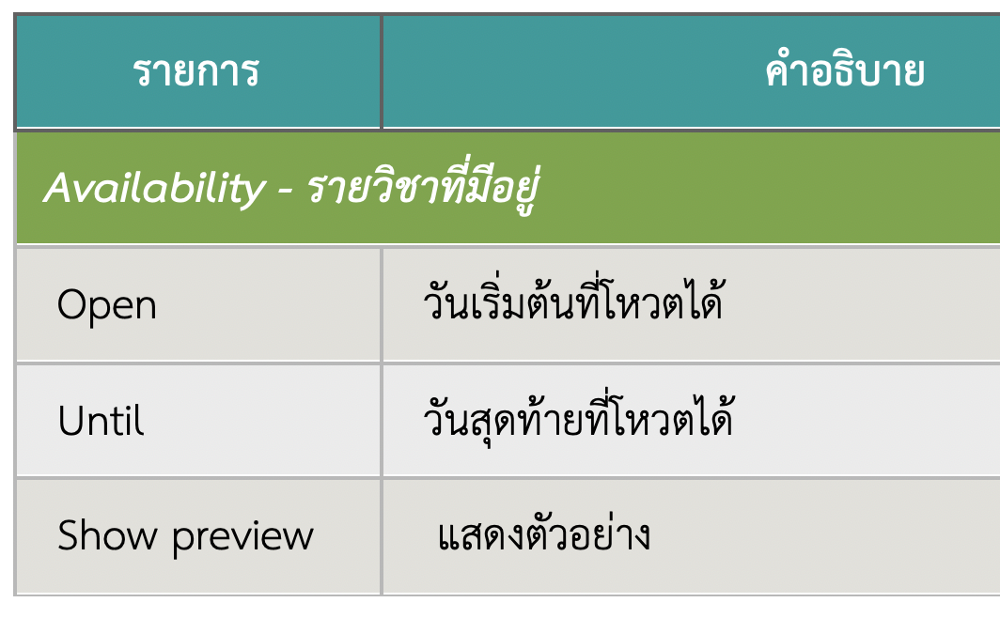 รายการ
คำอธิบาย
Availability - รายวิชาที่มีอยู่
Open
วันเริ่มต้นที่โหวตได้
Until
วันสุดท้ายที่โหวตได้
Show preview
แสดงตัวอย่าง